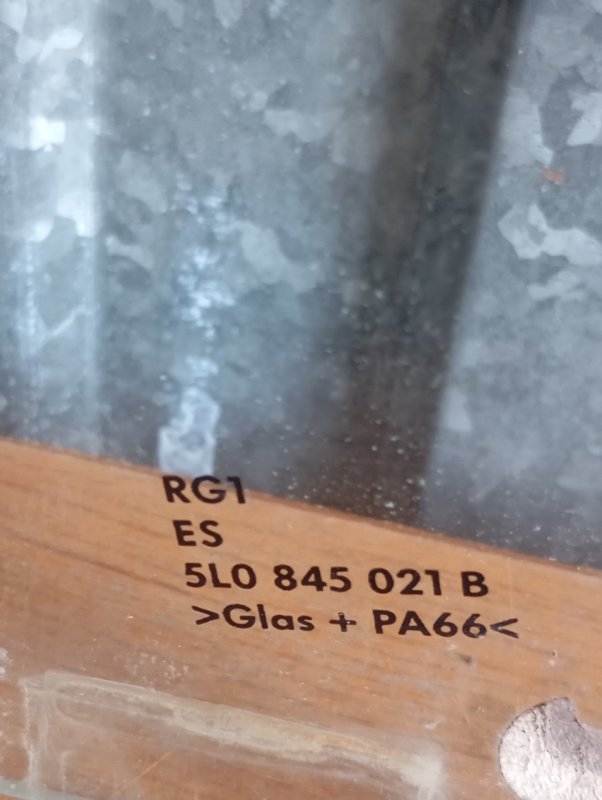 RG1
ES
5L0 845 021 B
>Glas + PA66<